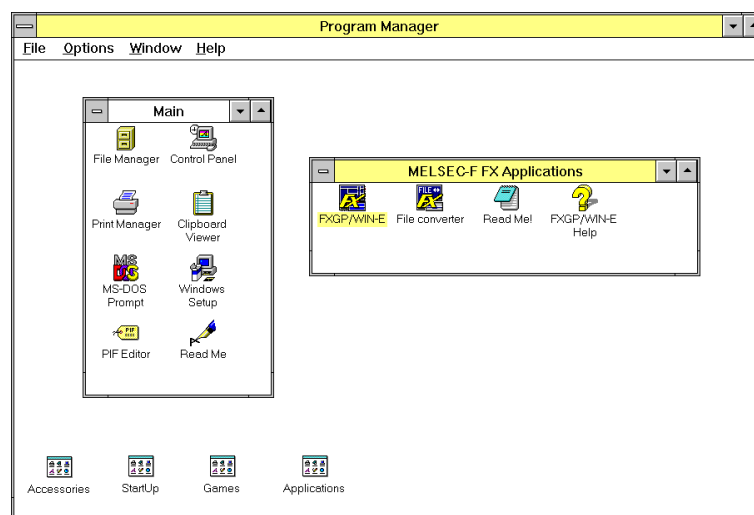 Program Manager
File Options Window Help
Main
File Manager Control Panel
Print Manager Clipboard
Viewer
MS-DOS
Prompt
Windows
Setup
PIF Editor Read Me
MELSEC-F FX Applications
FXGP/WIN-E File converter Read Me! FXGP/WIN-E
Help
Accessories StartUp Games Applications